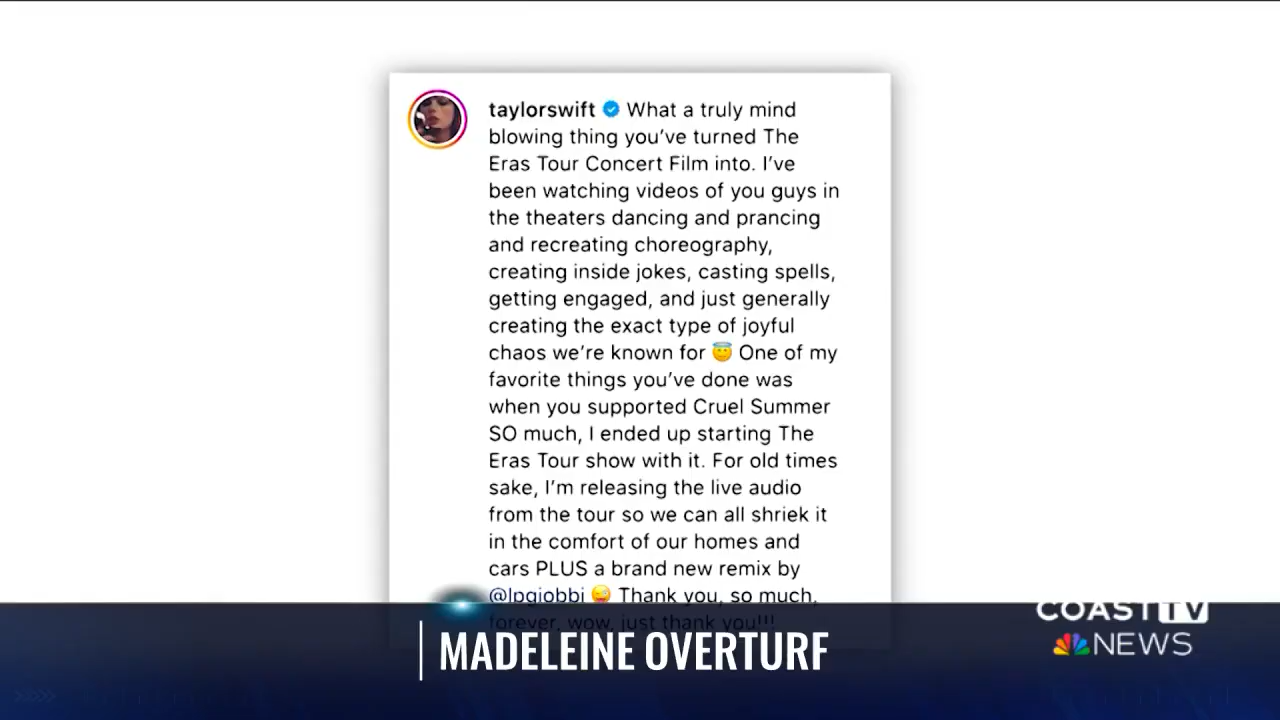 taylorswift What a truly mind
blowing thing you've turned The
Eras Tour Concert Film into. I've
been watching videos of you guys in
the theaters dancing and prancing
and recreating choreography,
creating inside jokes, casting spells,
getting engaged, and just generally
creating the exact type of joyful
chaos we're known for 😇 One of my
favorite things you've done was
when you supported Cruel Summer
SO much, I ended up starting The
Eras Tour show with it. For old times
sake, I'm releasing the live audio
from the tour so we can all shriek it
in the comfort of our homes and
cars PLUS a brand new remix by
@lpgiobbi 😜 Thank you, so much,
forever, wow, just thank you!!!
MADELEINE OVERTURF
COAST TV
NEWS